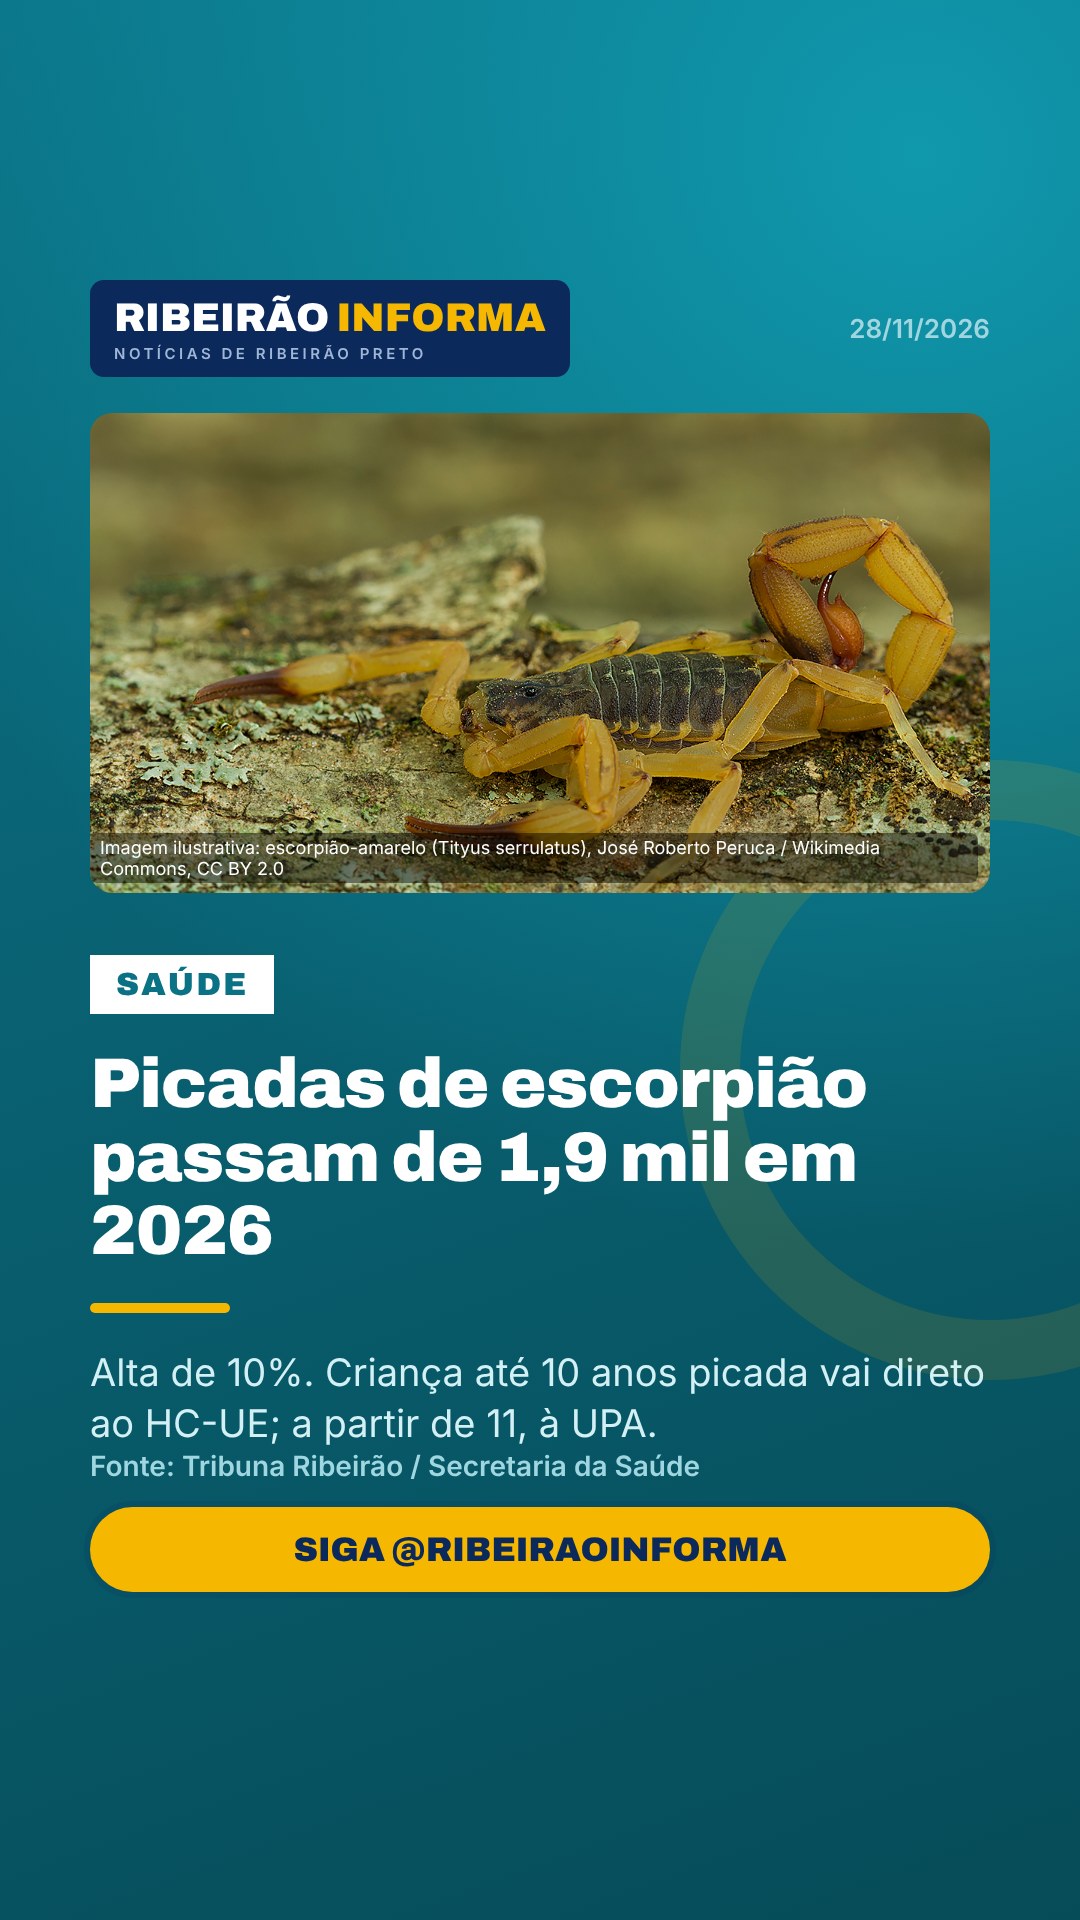 RIBEIRÃO INFORMA
NOTÍCIAS DE RIBEIRÃO PRETO
28/11/2026
Imagem ilustrativa: escorpião-amarelo (Tityus serrulatus), José Roberto Peruca / Wikimedia
Commons, CC BY 2.0
SAÚDE
Picadas de escorpião
passam de 1,9 mil em
2026
Alta de 10%. Criança até 10 anos picada vai direto
ao HC-UE; a partir de 11, à UPA.
Fonte: Tribuna Ribeirão / Secretaria da Saúde
SIGA @RIBEIRAOINFORMA